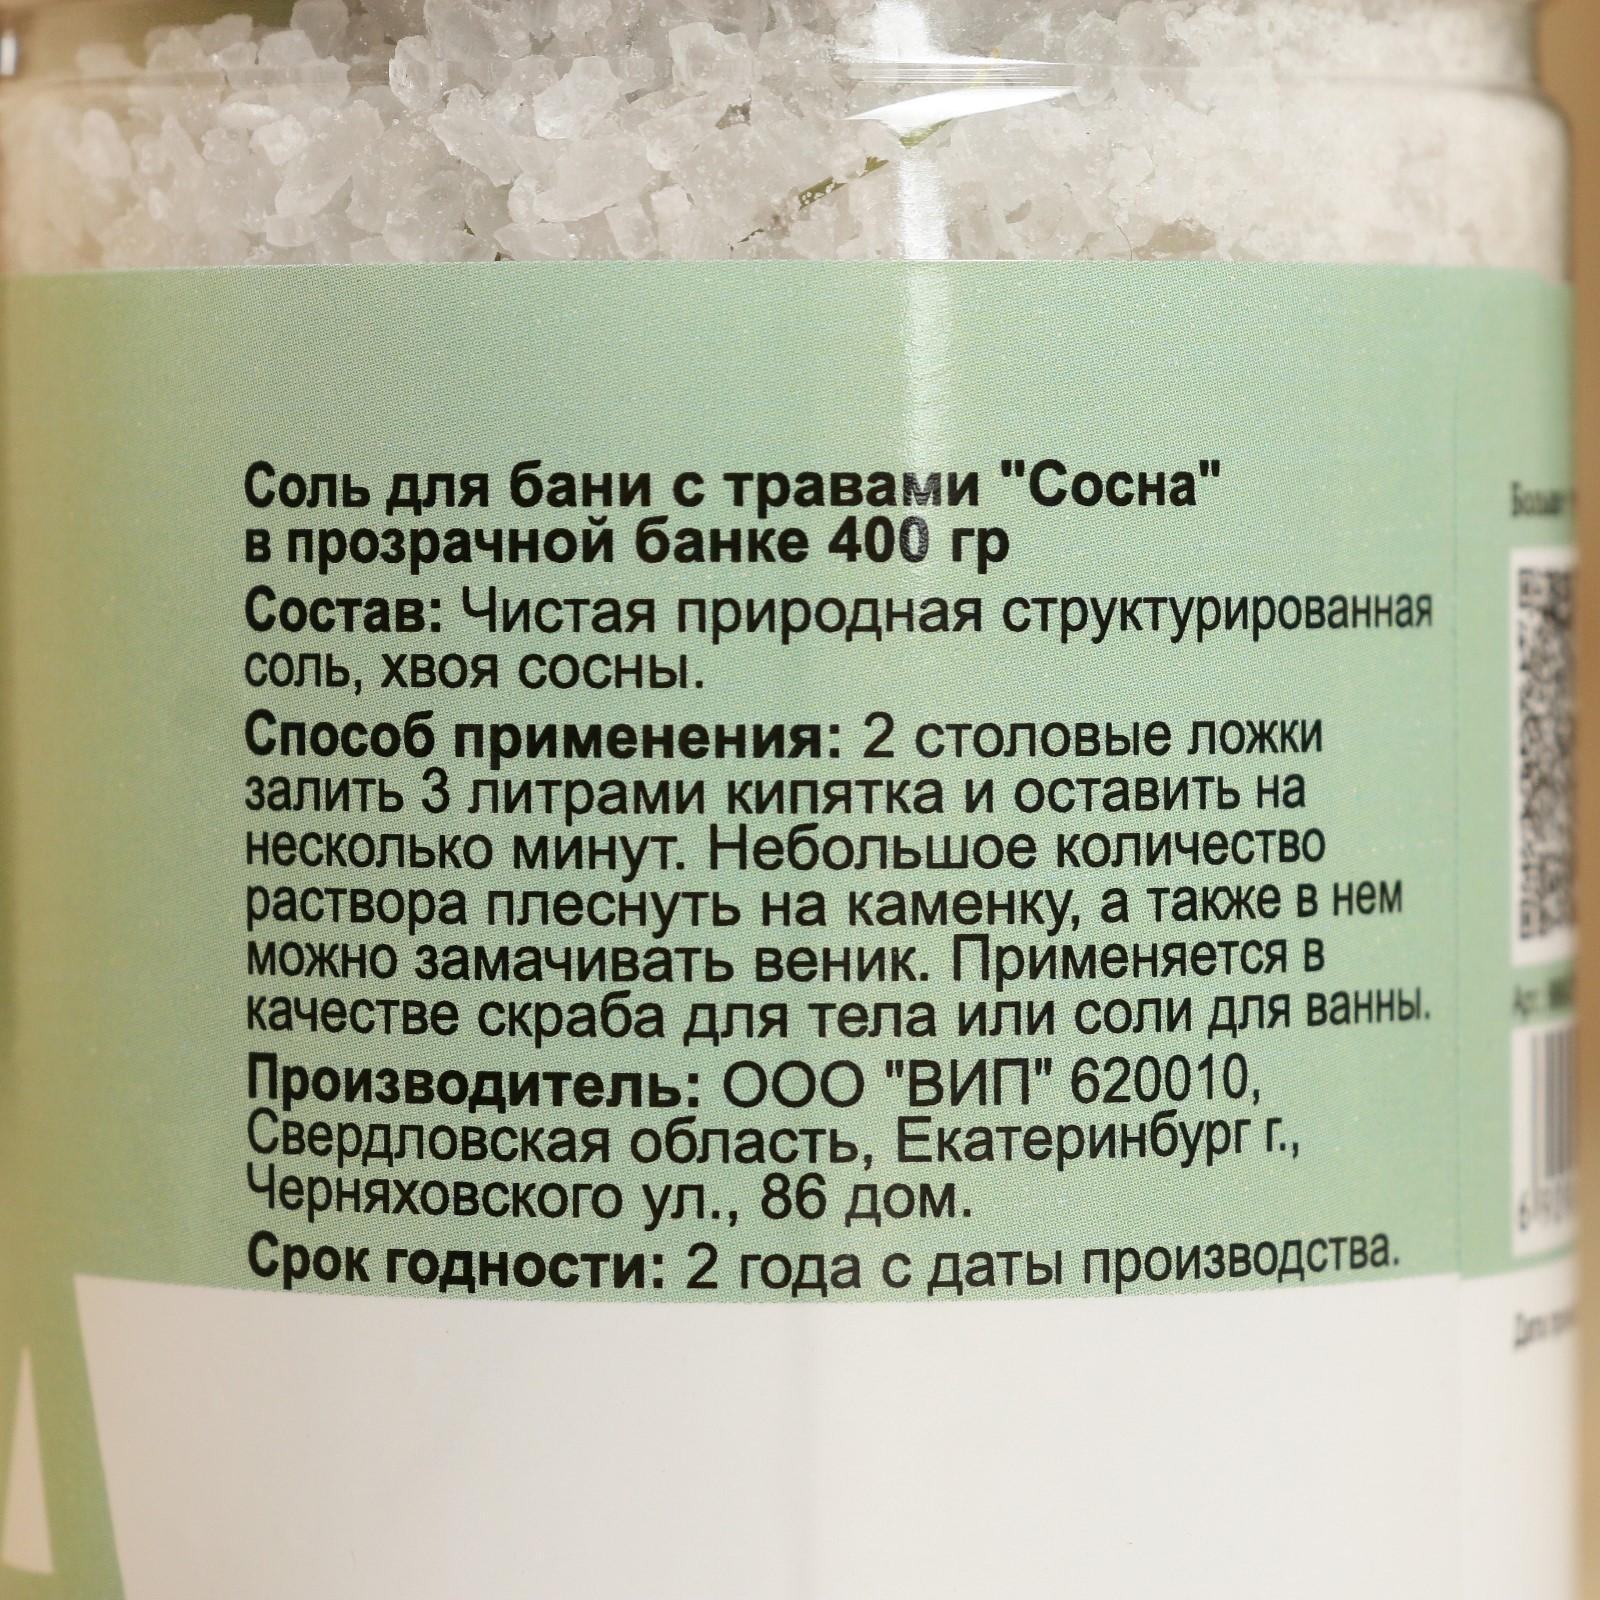 Соль для бани с травами "Сосна"
в прозрачной банке 400 гр
Состав: Чистая природная структурированная
соль, хвоя сосны.
Способ применения: 2 столовые ложки
залить 3 литрами кипятка и оставить на
несколько минут. Небольшое количество
раствора плеснуть на каменку, а также в нем
можно замачивать веник. Применяется в
качестве скраба для тела или соли для ванны.
Производитель: ООО "ВИП" 620010,
Свердловская область, Екатеринбург г.,
Черняховского ул., 86 дом.
Срок годности: 2 года с даты производства.